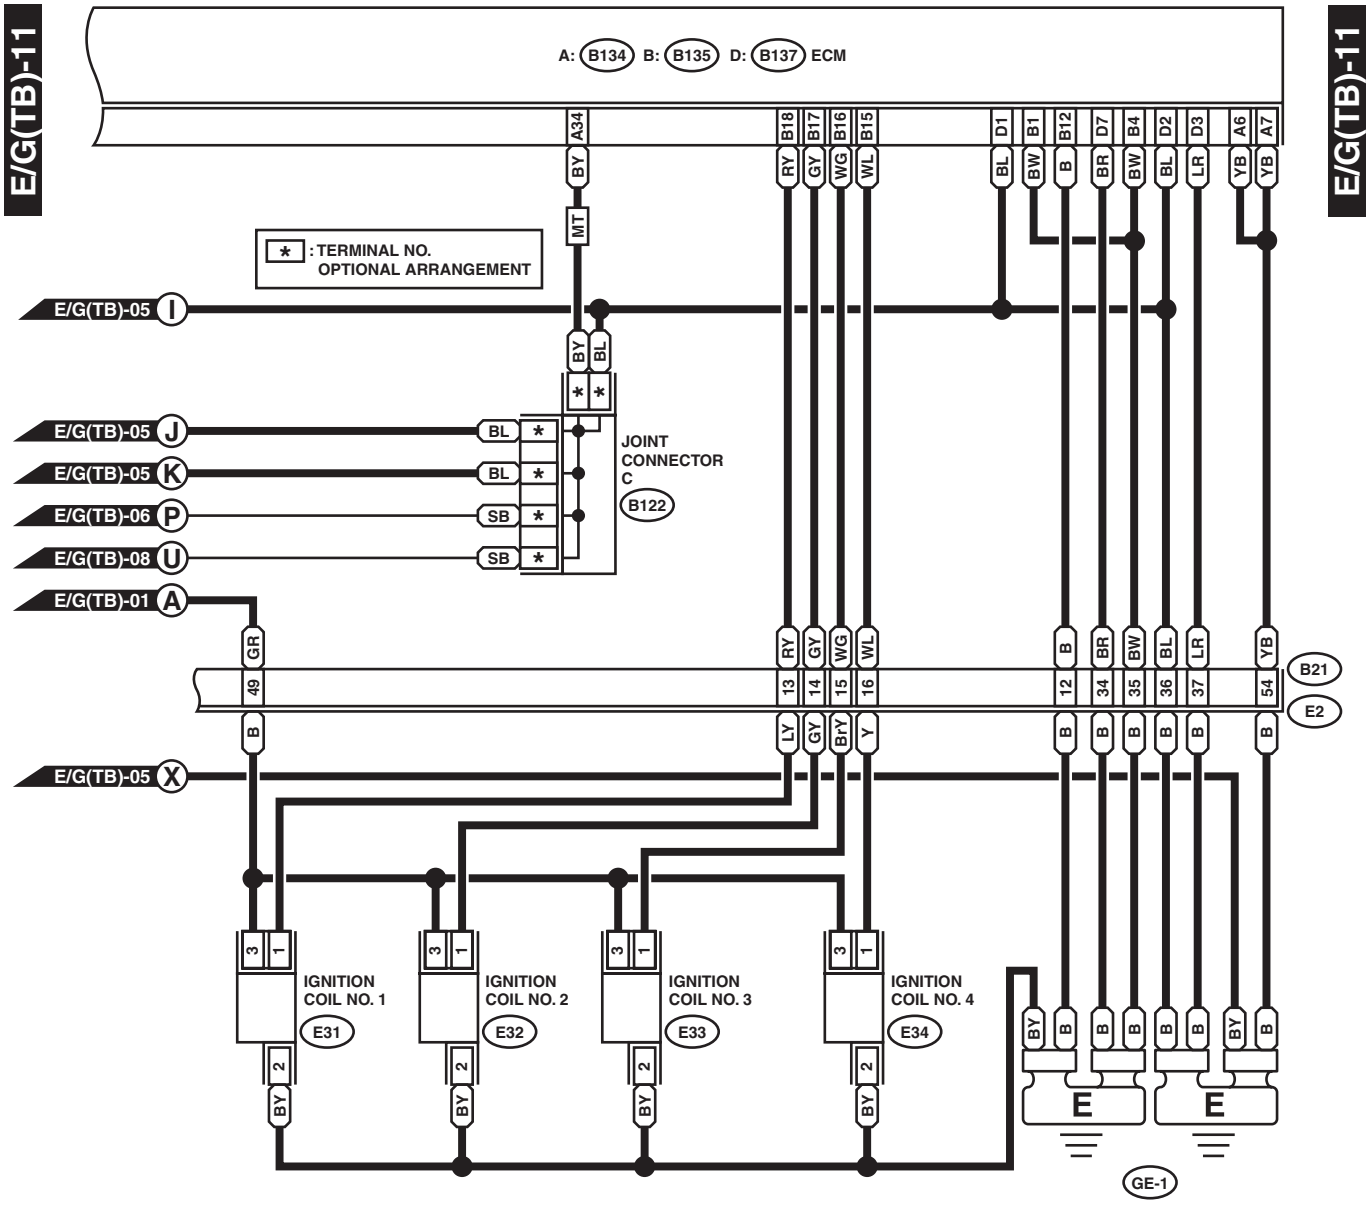 E/G(TB)-11
E/G(TB)-11
A: B134 B: B135 D: B137 ECM
A34 B18 B17 B16 B15 D1 B1 B12 D7 B4 D2 D3 A6 A7
BY RY GY WG WL BL BW B BR BW BL LR YB YB
MT
* : TERMINAL NO.
OPTIONAL ARRANGEMENT
E/G(TB)-05 I
BY BL
* *
E/G(TB)-05 J BL *
E/G(TB)-05 K BL *
E/G(TB)-06 P SB *
E/G(TB)-08 U SB *
JOINT
CONNECTOR
C
B122
E/G(TB)-01 A
GR RY GY WG WL B BR BW BL LR YB
49 13 14 15 16 12 34 35 36 37 54
B21
E2
B LY GY BrY Y B B B B B B
E/G(TB)-05 X
3 1 3 1 3 1 3 1
IGNITION
COIL NO. 1
E31
IGNITION
COIL NO. 2
E32
IGNITION
COIL NO. 3
E33
IGNITION
COIL NO. 4
E34
2 2 2 2
BY BY BY BY
BY B B B B B BY B
E E
GE-1